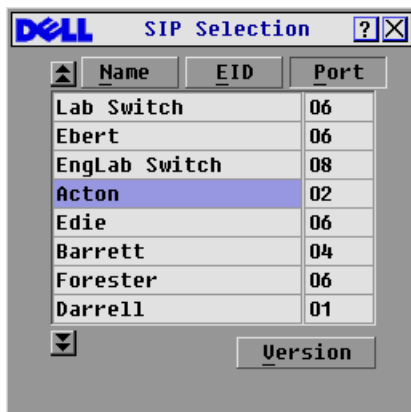 DELL SIP Selection ? X
Name EID Port
Lab Switch 06
Ebert 06
EngLab Switch 08
Acton 02
Edie 06
Barrett 04
Forester 06
Darrell 01
Version